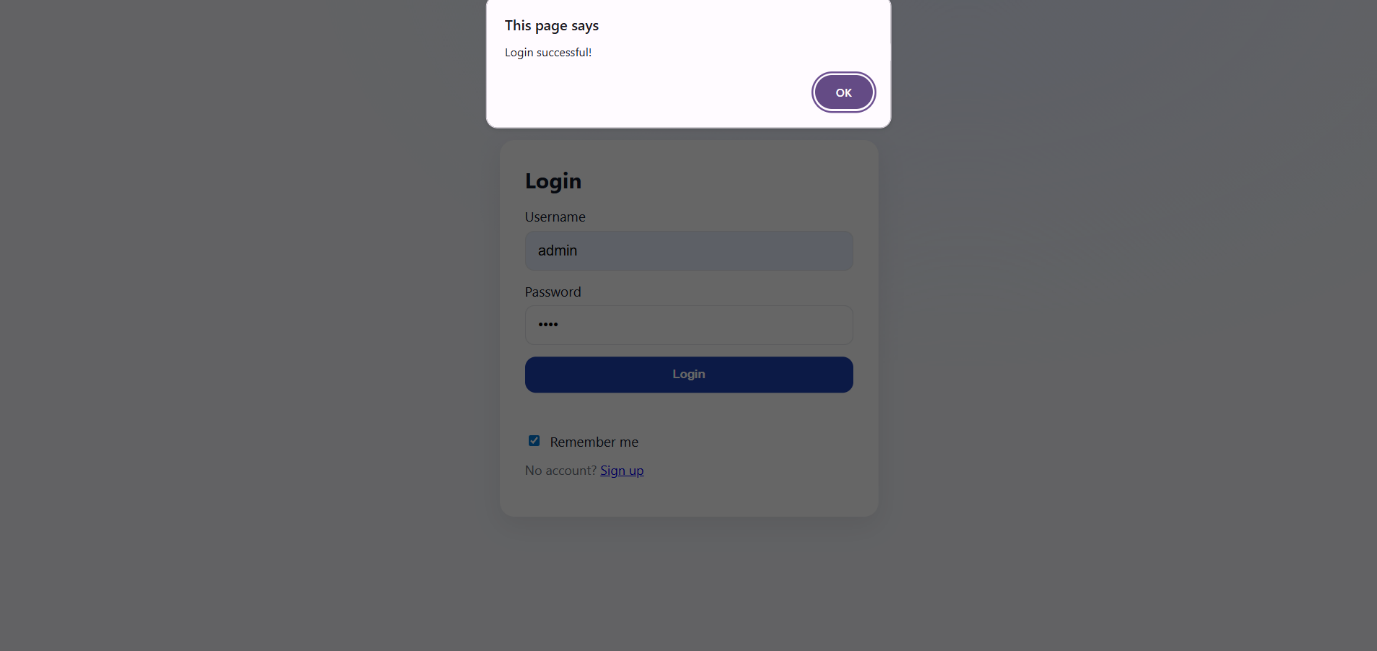 This page says
Login successful!
OK
Login
Username
admin
Password
••••
Login
Remember me
No account? Sign up